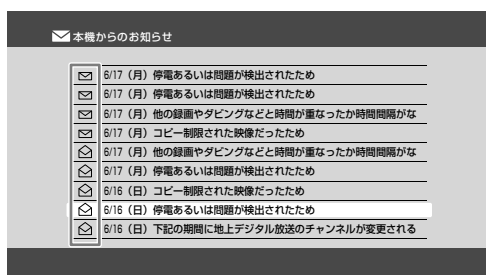 本機からのお知らせ
6/17（月）停電あるいは問題が検出されたため
6/17（月）停電あるいは問題が検出されたため
6/17（月）他の録画やダビングなどと時間が重なったか時間間隔がな
6/17（月）コピー制限された映像だったため
6/17（月）他の録画やダビングなどと時間が重なったか時間間隔がな
6/17（月）停電あるいは問題が検出されたため
6/16（日）コピー制限された映像だったため
6/16（日）停電あるいは問題が検出されたため
6/16（日）下記の期間に地上デジタル放送のチャンネルが変更される